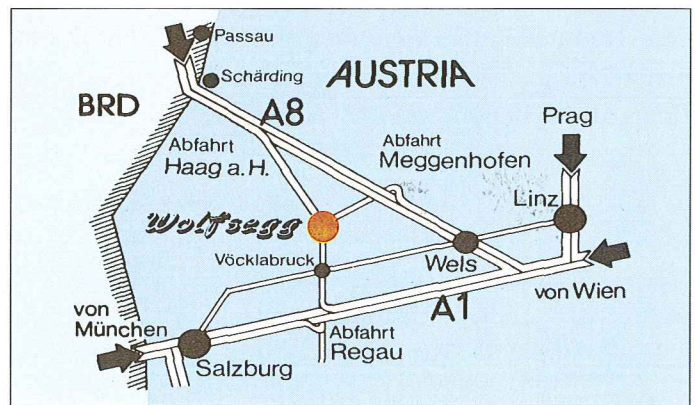 Passau
Schärding
AUSTRIA
BRD
A8
Prag
Abfahrt
Haag a. H.
Abfahrt
Meggenhofen
Linz
Wolfsegg
Vöcklabruck
Wels
von Wien
A1
von
München
Abfahrt
Regau
Salzburg